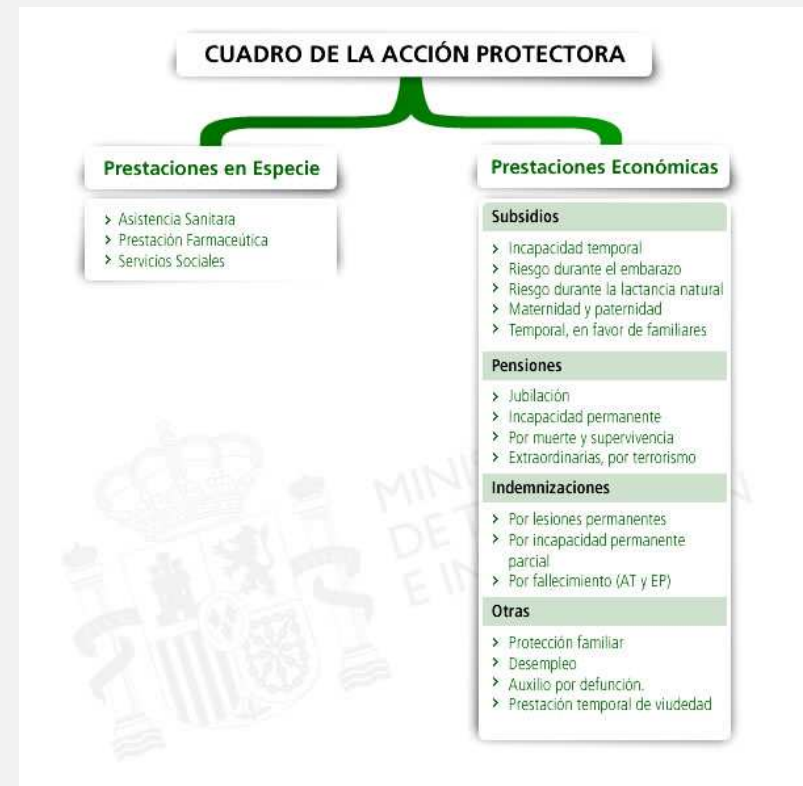 CUADRO DE LA ACCIÓN PROTECTORA
Prestaciones en Especie
> Asistencia Sanitara
> Prestación Farmaceútica
> Servicios Sociales
Prestaciones Económicas
Subsidios
> Incapacidad temporal
> Riesgo durante el embarazo
> Riesgo durante la lactancia natural
> Maternidad y paternidad
> Temporal, en favor de familiares
Pensiones
> Jubilación
> Incapacidad permanente
> Por muerte y supervivencia
> Extraordinarias, por terrorismo
Indemnizaciones
> Por lesiones permanentes
> Por incapacidad permanente
parcial
> Por fallecimiento (AT y EP)
Otras
> Protección familiar
> Desempleo
> Auxilio por defunción.
> Prestación temporal de viudedad